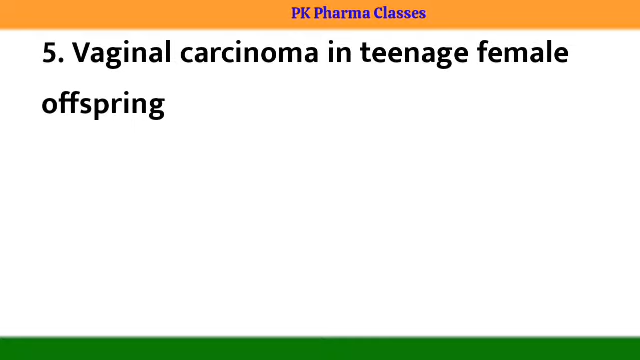 PK Pharma Classes
5. Vaginal carcinoma in teenage female
offspring